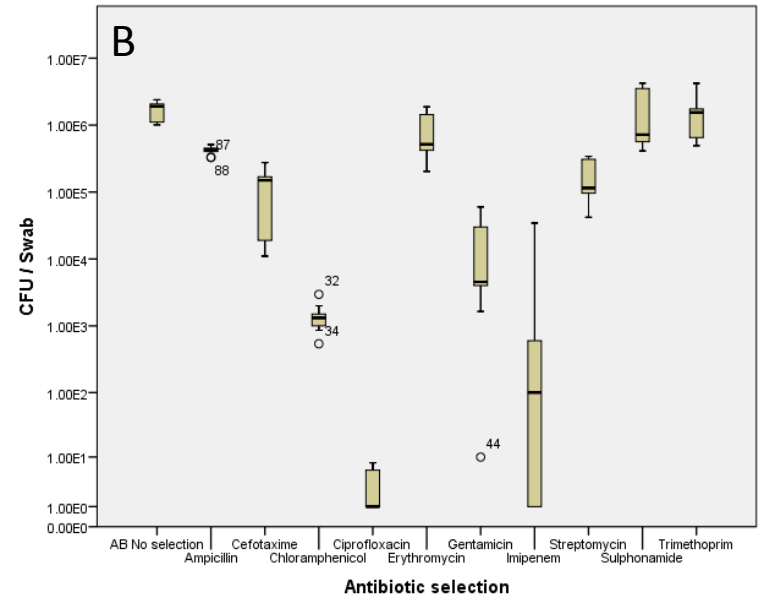 B
1.00E7
1.00E6
1.00E5
1.00E4
1.00E3
1.00E2
1.00E1
1.00E0
0.00E0
CFU / Swab
87
88
32
34
44
AB No selection Cefotaxime Ciprofloxacin Gentamicin Streptomycin Trimethoprim
Ampicillin Chloramphenicol Erythromycin Imipenem Sulphonamide
Antibiotic selection